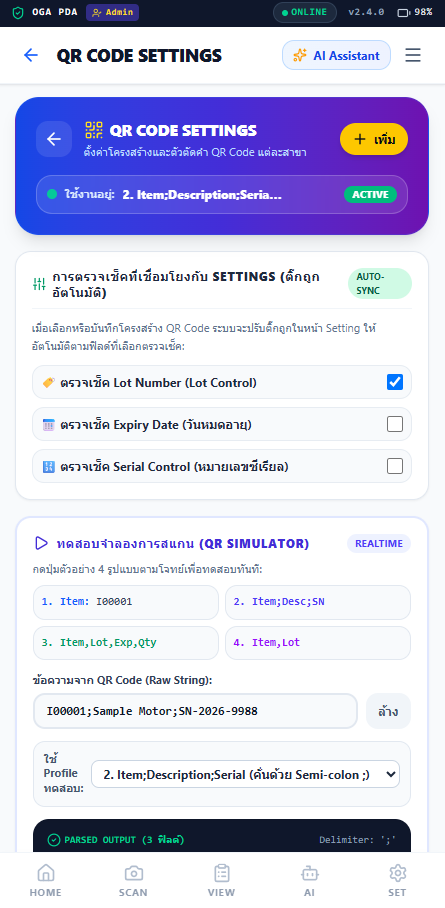 OGA PDA Admin ONLINE v2.4.0 98%
QR CODE SETTINGS AI Assistant
QR CODE SETTINGS
ตั้งค่าโครงสร้างและตัวตัดคำ QR Code แต่ละสาขา
เพิ่ม
ใช้งานอยู่: 2. Item;Description;Seria... ACTIVE
การตรวจเช็คที่เชื่อมโยงกับ SETTINGS (ติ๊กถูก
อัตโนมัติ)
AUTO-
SYNC
เมื่อเลือกหรือบันทึกโครงสร้าง QR Code ระบบจะปรับติ๊กถูกในหน้า Setting ให้
อัตโนมัติตามฟิลด์ที่เลือกตรวจเช็ค:
ตรวจเช็ค Lot Number (Lot Control)
ตรวจเช็ค Expiry Date (วันหมดอายุ)
ตรวจเช็ค Serial Control (หมายเลขซีเรียล)
ทดสอบจำลองการสแกน (QR SIMULATOR) REALTIME
กดปุ่มตัวอย่าง 4 รูปแบบตามโจทย์เพื่อทดสอบทันที:
1. Item: I00001 2. Item;Desc;SN
3. Item,Lot,Exp,Qty 4. Item,Lot
ข้อความจาก QR Code (Raw String):
I00001;Sample Motor;SN-2026-9988 ล้าง
ใช้
Profile
ทดสอบ:
2. Item;Description;Serial (คั่นด้วย Semi-colon ;)
PARSED OUTPUT (3 ฟิลด์) Delimiter: ';'
HOME SCAN VIEW AI SET